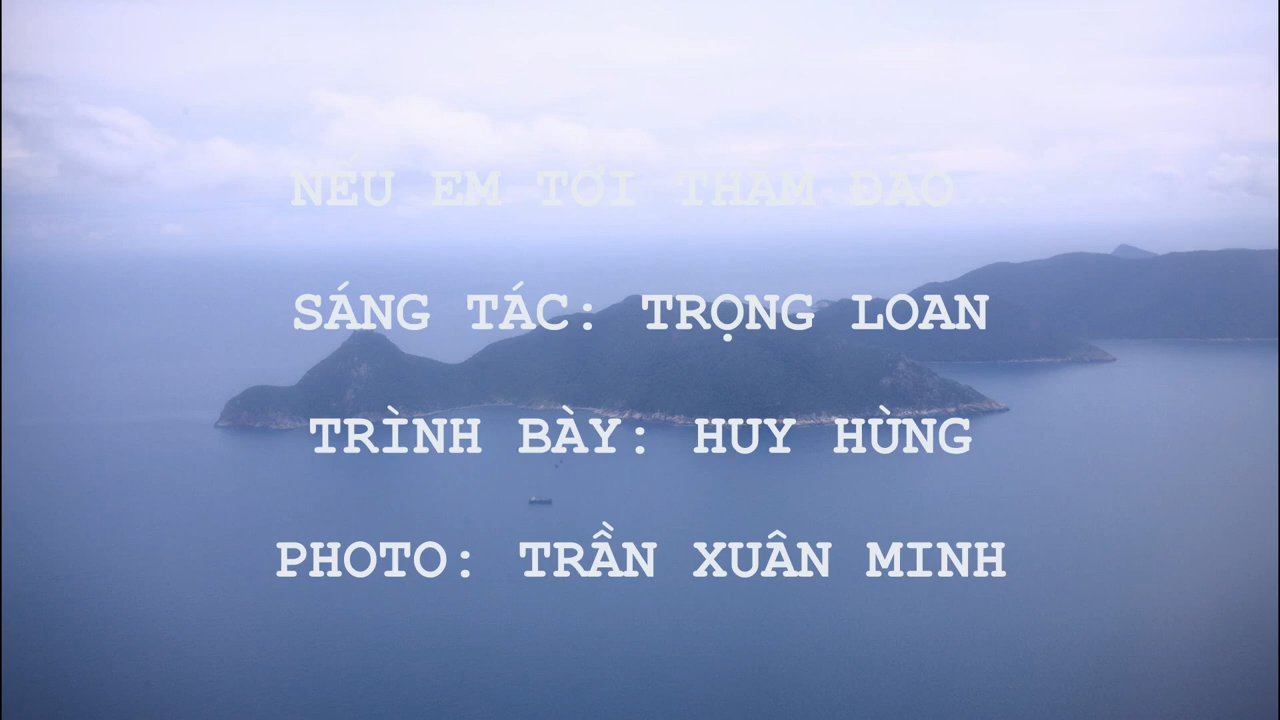 NẾU EM TỚI THĂM ĐẢO...
SÁNG TÁC: TRỌNG LOAN
TRÌNH BÀY: HUY HÙNG
PHOTO: TRẦN XUÂN MINH